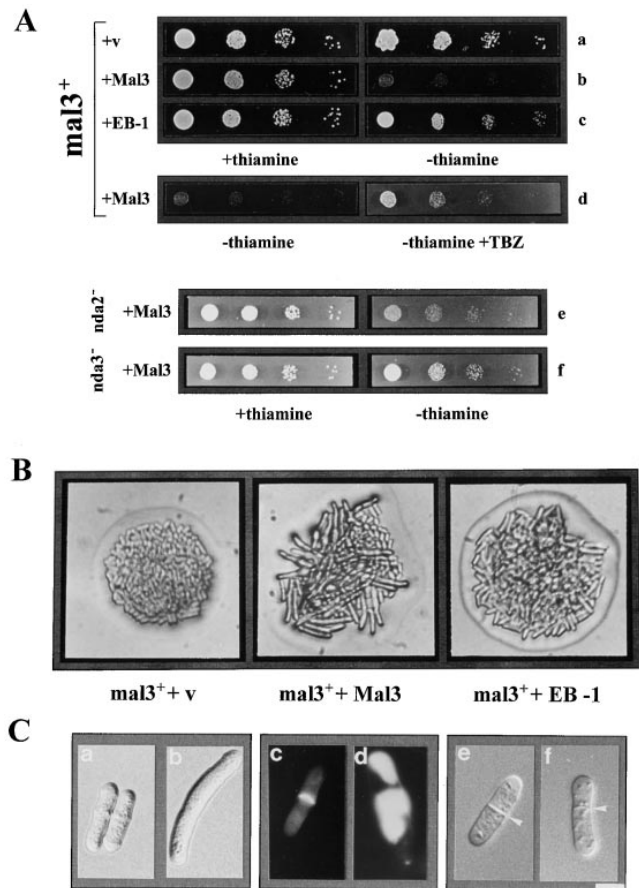 A
mal3+
+v
a
+Mal3
b
+EB-1
c
+thiamine -thiamine
+Mal3
d
-thiamine -thiamine +TBZ
nda2-
+Mal3
e
nda3-
+Mal3
f
+thiamine -thiamine
B
mal3+ + v mal3+ + Mal3 mal3+ + EB -1
C
a b c d e f